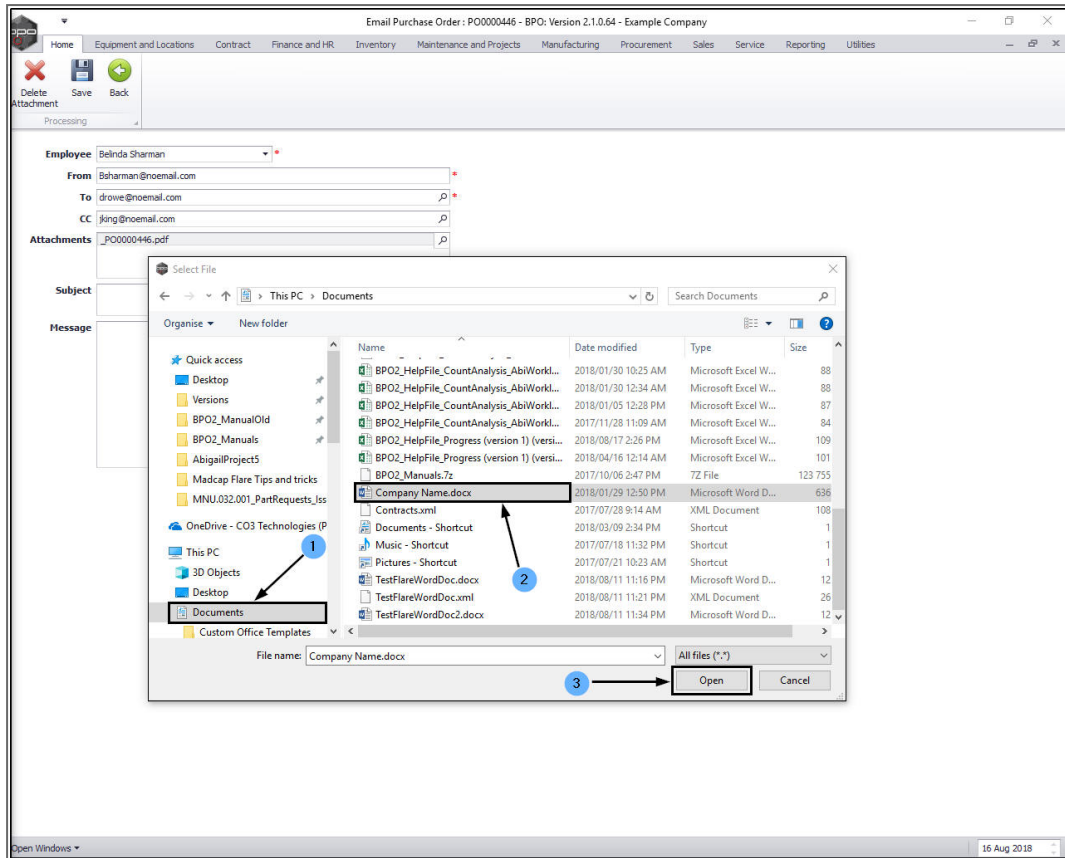 Email Purchase Order : PO0000446 - BPO: Version 2.1.0.64 - Example Company
Home Equipment and Locations Contract Finance and HR Inventory Maintenance and Projects Manufacturing Procurement Sales Service Reporting Utilities
Delete Attachment Save Back
Processing
Employee Belinda Sharman *
From Bsharman@noemail.com *
To drowe@noemail.com *
CC jking@noemail.com
Attachments _PO0000446.pdf
Subject
Message
Select File
This PC > Documents Search Documents
Organise New folder
Name Date modified Type Size
Quick access
Desktop
Versions
BPO2_ManualOld
BPO2_Manuals
AbigailProject5
Madcap Flare Tips and tricks
MNU.032.001_PartRequests_Iss
OneDrive - CO3 Technologies (P
This PC
3D Objects
Desktop
Documents
Custom Office Templates
BPO2_HelpFile_CountAnalysis_AbiWorkl... 2018/01/30 10:25 AM Microsoft Excel W... 88
BPO2_HelpFile_CountAnalysis_AbiWorkl... 2018/01/30 12:34 AM Microsoft Excel W... 88
BPO2_HelpFile_CountAnalysis_AbiWorkl... 2018/01/05 12:28 PM Microsoft Excel W... 87
BPO2_HelpFile_CountAnalysis_AbiWorkl... 2017/11/28 11:09 AM Microsoft Excel W... 84
BPO2_HelpFile_Progress (version 1) (versi... 2018/08/17 2:26 PM Microsoft Excel W... 109
BPO2_HelpFile_Progress (version 1) (versi... 2018/04/16 12:14 AM Microsoft Excel W... 101
BPO2_Manuals.7z 2017/10/06 2:47 PM 7Z File 123 755
Company Name.docx 2018/01/29 12:50 PM Microsoft Word D... 636
Contracts.xml 2017/07/28 9:14 AM XML Document 108
Documents - Shortcut 2018/03/09 2:34 PM Shortcut 1
Music - Shortcut 2017/07/18 11:32 PM Shortcut 1
Pictures - Shortcut 2017/07/21 10:23 AM Shortcut 1
TestFlareWordDoc.docx 2018/08/11 11:16 PM Microsoft Word D... 12
TestFlareWordDoc.xml 2018/08/11 11:21 PM XML Document 26
TestFlareWordDoc2.docx 2018/08/11 11:34 PM Microsoft Word D... 12
1
2
File name: Company Name.docx All files (*.*)
3
Open Cancel
Open Windows 16 Aug 2018